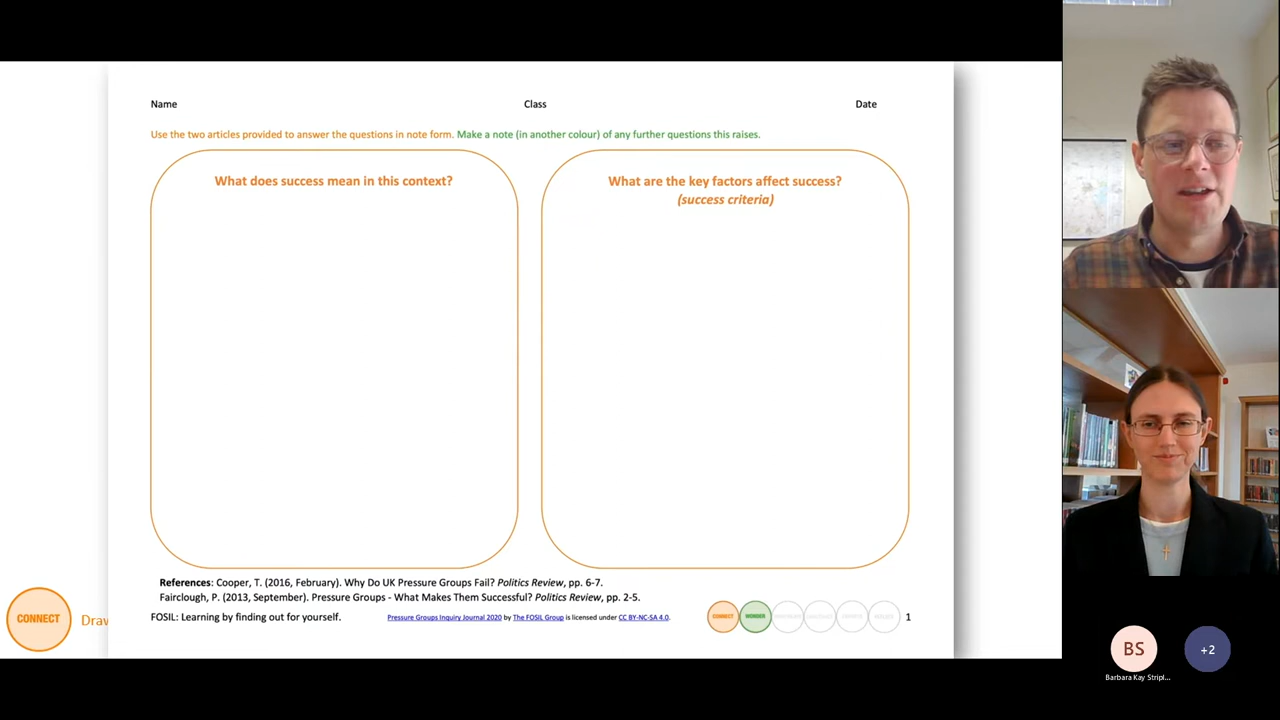 Name Class Date
Use the two articles provided to answer the questions in note form. Make a note (in another colour) of any further questions this raises.
What does success mean in this context?
What are the key factors affect success?
(success criteria)
References: Cooper, T. (2016, February). Why Do UK Pressure Groups Fail? Politics Review, pp. 6-7.
Fairclough, P. (2013, September). Pressure Groups - What Makes Them Successful? Politics Review, pp. 2-5.
FOSIL: Learning by finding out for yourself.
Pressure Groups Inquiry Journal 2020 by The FOSIL Group is licensed under CC BY-NC-SA 4.0.
CONNECT WONDER
1
CONNECT
Draw
BS
+2
Barbara Kay Stripl...